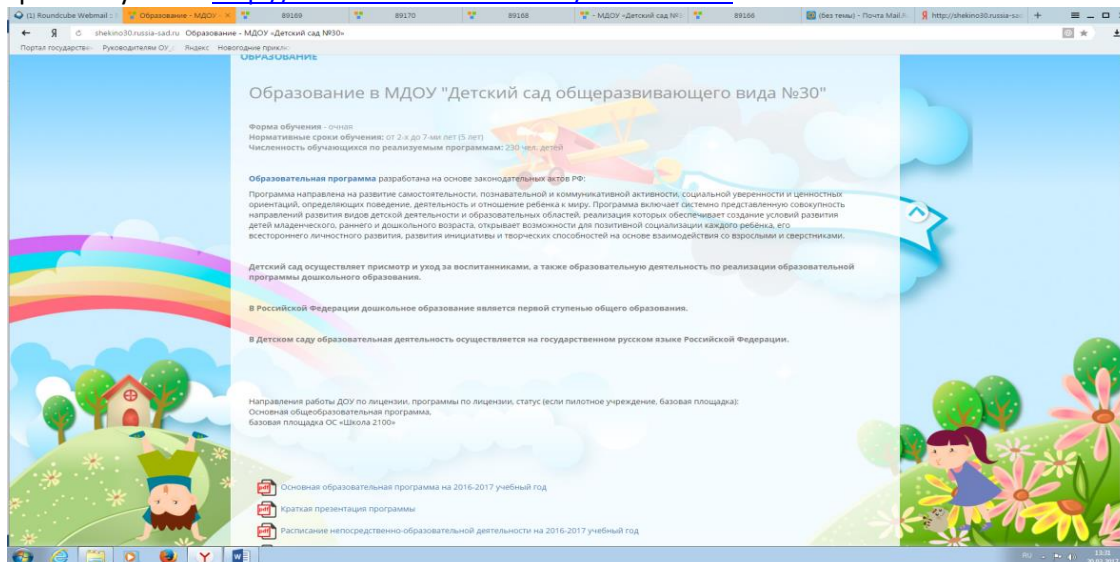 (1) Roundcube Webmail ::
Образование - МДОУ -
89169
89170
89168
- МДОУ «Детский сад №
89166
(без темы) - Почта Mail.R
http://shekino30.russia-sad
shekino30.russia-sad.ru Образование - МДОУ «Детский сад №30»
Портал государстве
Руководителям ОУ
Яндекс
Новогодние прикл
ОБРАЗОВАНИЕ
Образование в МДОУ "Детский сад общеразвивающего вида №30"
Форма обучения - очная
Нормативные сроки обучения: от 2-х до 7-ми лет (5 лет)
Численность обучающихся по реализуемым программам: 230 чел. детей
Образовательная программа разработана на основе законодательных актов РФ:
Программа направлена на развитие самостоятельности, познавательной и коммуникативной активности, социальной уверенности и ценностных
ориентаций, определяющих поведение, деятельность и отношение ребенка к миру. Программа включает системно представленную совокупность
направлений развития видов детской деятельности и образовательных областей, реализация которых обеспечивает создание условий развития
детей младенческого, раннего и дошкольного возраста, открывает возможности для позитивной социализации каждого ребёнка, его
всестороннего личностного развития, развития инициативы и творческих способностей на основе взаимодействия со взрослыми и сверстниками.
Детский сад осуществляет присмотр и уход за воспитанниками, а также образовательную деятельность по реализации образовательной
программы дошкольного образования.
В Российской Федерации дошкольное образование является первой ступенью общего образования.
В Детском саду образовательная деятельность осуществляется на государственном русском языке Российской Федерации.
Направления работы ДОУ по лицензии, программы по лицензии, статус (если пилотное учреждение, базовая площадка):
Основная общеобразовательная программа,
базовая площадка ОС «Школа 2100»
Основная образовательная программа на 2016-2017 учебный год
Краткая презентация программы
Расписание непосредственно-образовательной деятельности на 2016-2017 учебный год
RU
13:31
20.03.2017